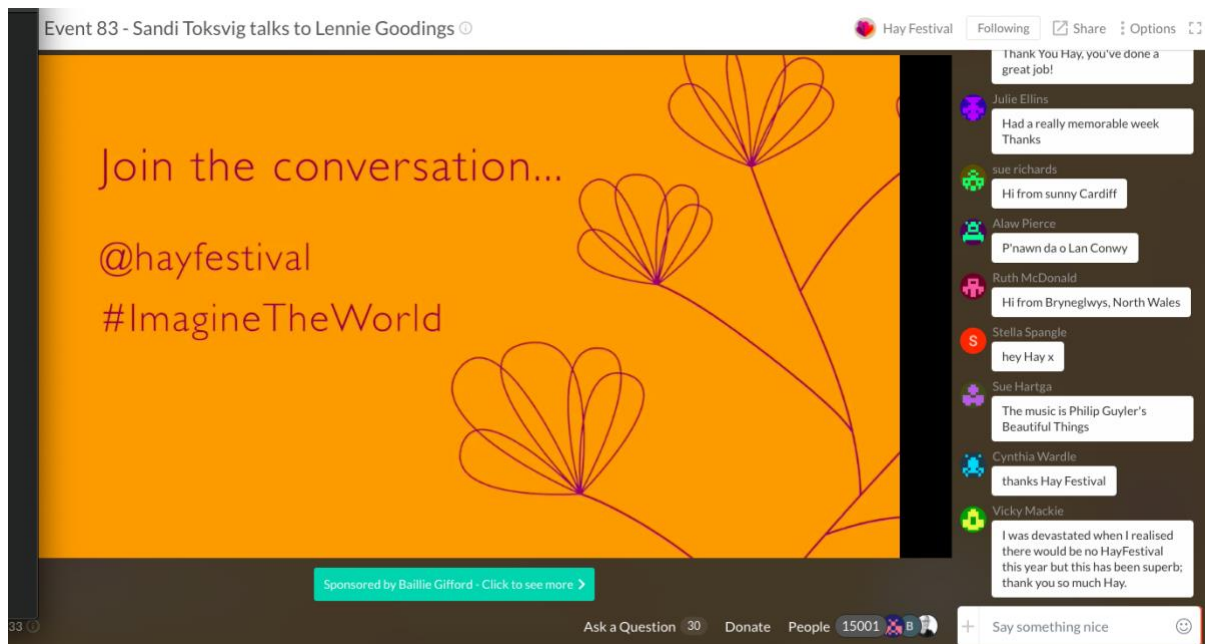 Event 83 - Sandi Toksvig talks to Lennie Goodings
Hay Festival
Following
Share
Options
Join the conversation...
@hayfestival
#ImagineTheWorld
Sponsored by Baillie Gifford - Click to see more
33
Ask a Question 30 Donate People 15001 B
Thank You Hay, you've done a
great job!
Julie Ellins
Had a really memorable week
Thanks
sue richards
Hi from sunny Cardiff
Alaw Pierce
P'nawn da o Lan Conwy
Ruth McDonald
Hi from Bryneglwys, North Wales
S
Stella Spangle
hey Hay x
Sue Hartga
The music is Philip Guyler's
Beautiful Things
Cynthia Wardle
thanks Hay Festival
Vicky Mackie
I was devastated when I realised
there would be no HayFestival
this year but this has been superb;
thank you so much Hay.
Say something nice